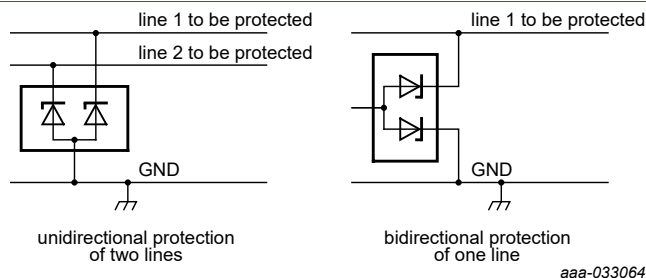 line 1 to be protected
line 2 to be protected
GND
unidirectional protection
of two lines
line 1 to be protected
GND
bidirectional protection
of one line
aaa-033064